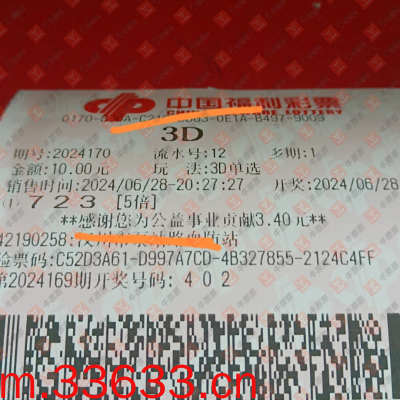 中国福利彩票
3D
期号:2024170 流水号:12 多期:1
金额:10.00元 玩 法:3D单选
销售时间:2024/06/28-20:27:27 开奖:2024/06/28
① 7 2 3 [5倍]
**感谢您为公益事业贡献3.40元**
42190258:
检票码:C52D3A61-D997A7CD-4B327855-2124C4FF
第2024169期开奖号码: 4 0 2
m.33633.cn